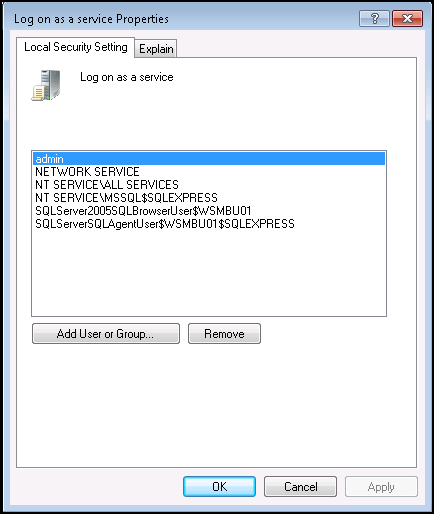 Log on as a service Properties
?
Local Security Setting
Explain
Log on as a service
admin
NETWORK SERVICE
NT SERVICE\ALL SERVICES
NT SERVICE\MSSQL$SQLEXPRESS
SQLServer2005SQLBrowserUser$WSMBU01
SQLServerSQLAgentUser$WSMBU01$SQLEXPRESS
Add User or Group...
Remove
OK
Cancel
Apply